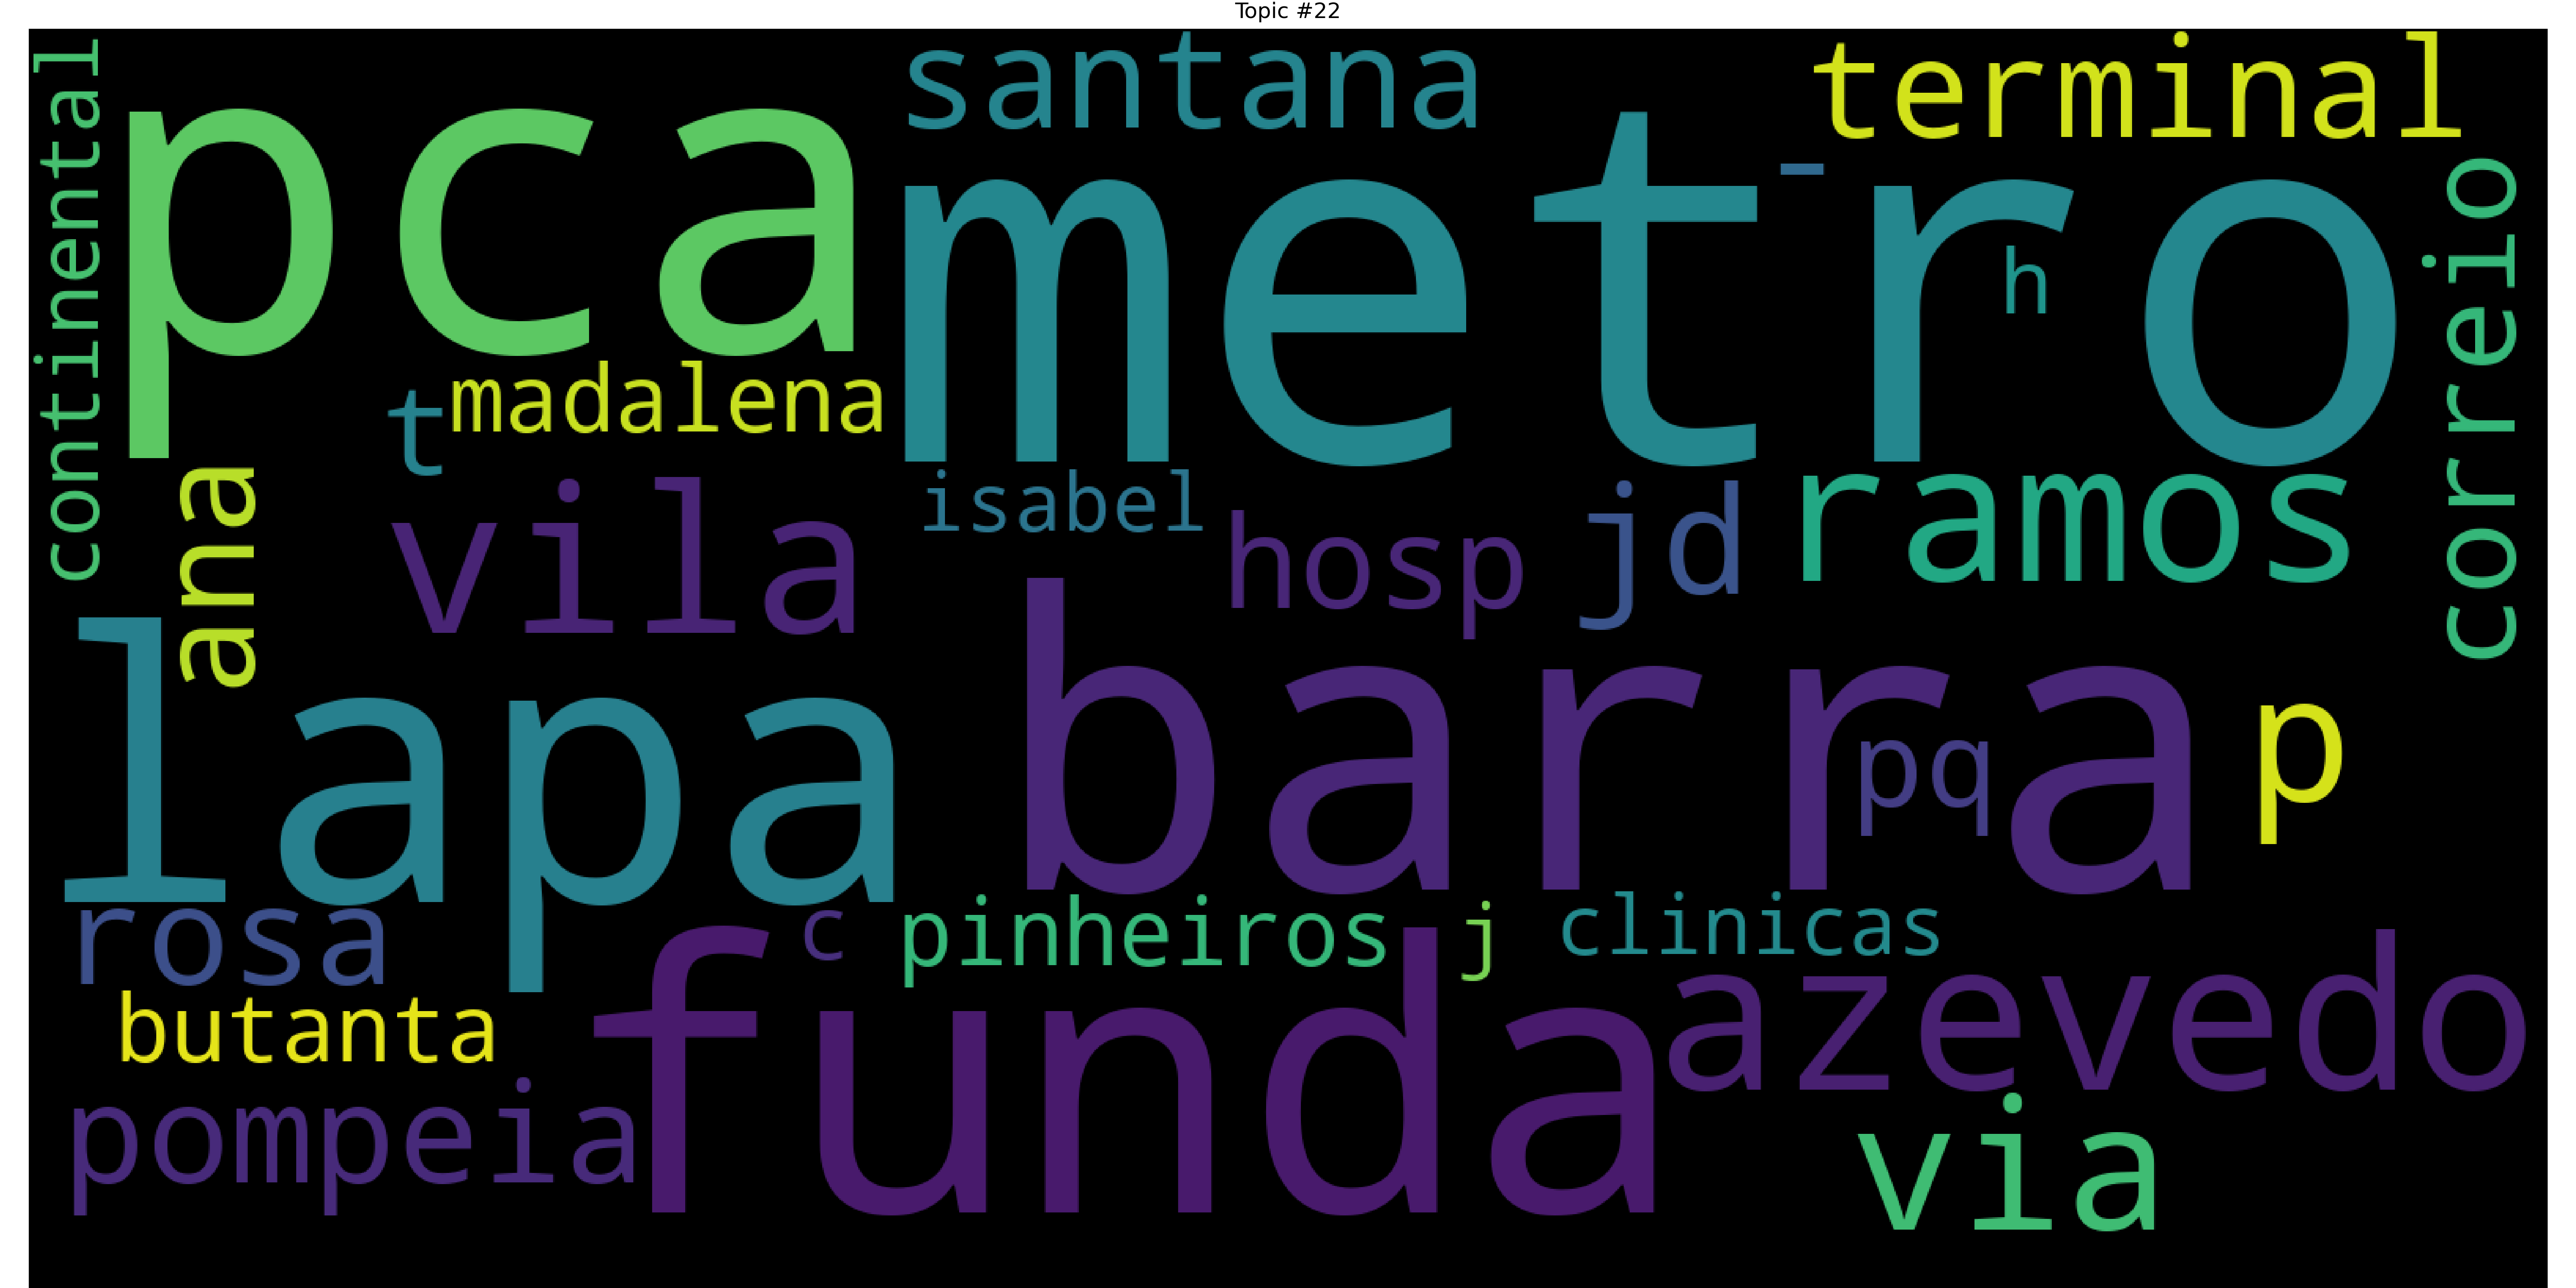 Topic #22
continental
pca
santana
metro
terminal
-
h
correio
t
madalena
ana
vila
isabel
hosp
jd
ramos
lapa
barra
pq
p
rosa
c
pinheiros
j
clinicas
butanta
funda
azevedo
pompeia
via